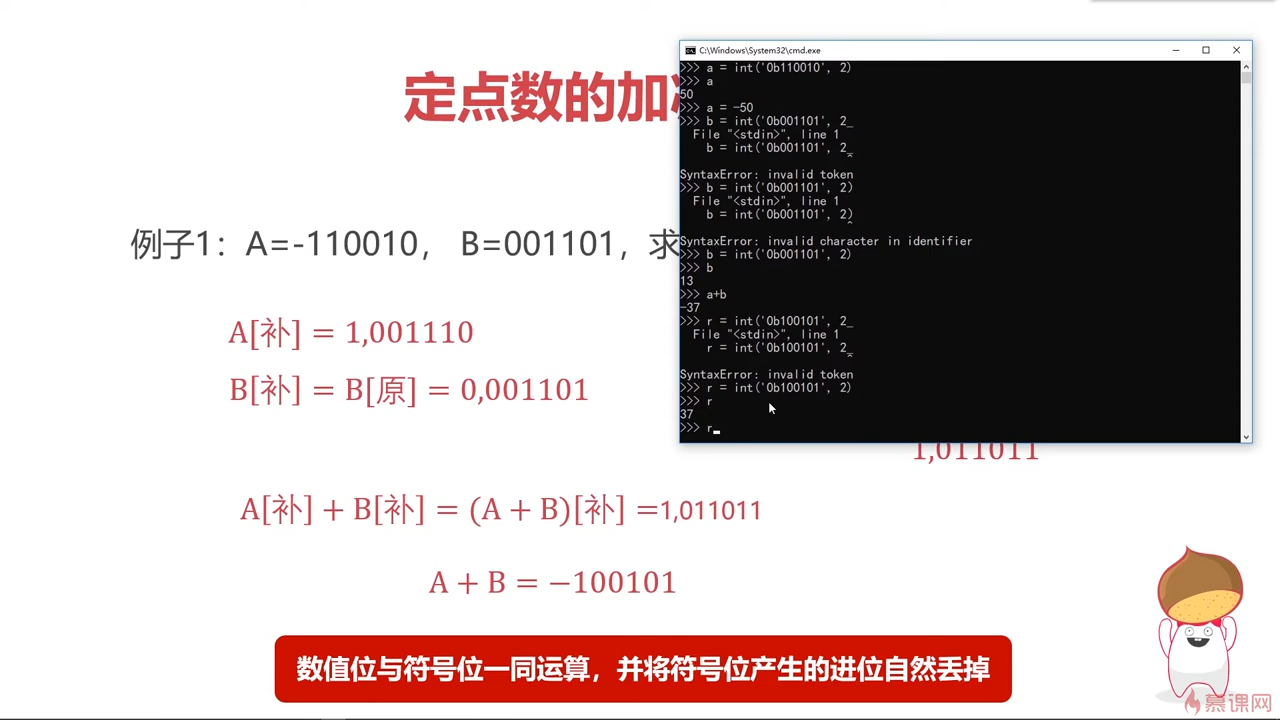 定点数的加
例子1：A=-110010， B=001101，求
A[补] = 1,001110
B[补] = B[原] = 0,001101
1,011011
A[补] + B[补] = (A + B)[补] =1,011011
A + B = −100101
数值位与符号位一同运算，并将符号位产生的进位自然丢掉
C:\Windows\System32\cmd.exe
>>> a = int('0b110010', 2)
>>> a
50
>>> a = -50
>>> b = int('0b001101', 2_
File "<stdin>", line 1
b = int('0b001101', 2_
^
SyntaxError: invalid token
>>> b = int('0b001101', 2)
File "<stdin>", line 1
b = int('0b001101', 2)
^
SyntaxError: invalid character in identifier
>>> b = int('0b001101', 2)
>>> b
13
>>> a+b
-37
>>> r = int('0b100101', 2_
File "<stdin>", line 1
r = int('0b100101', 2_
^
SyntaxError: invalid token
>>> r = int('0b100101', 2)
>>> r
37
>>> r
慕课网